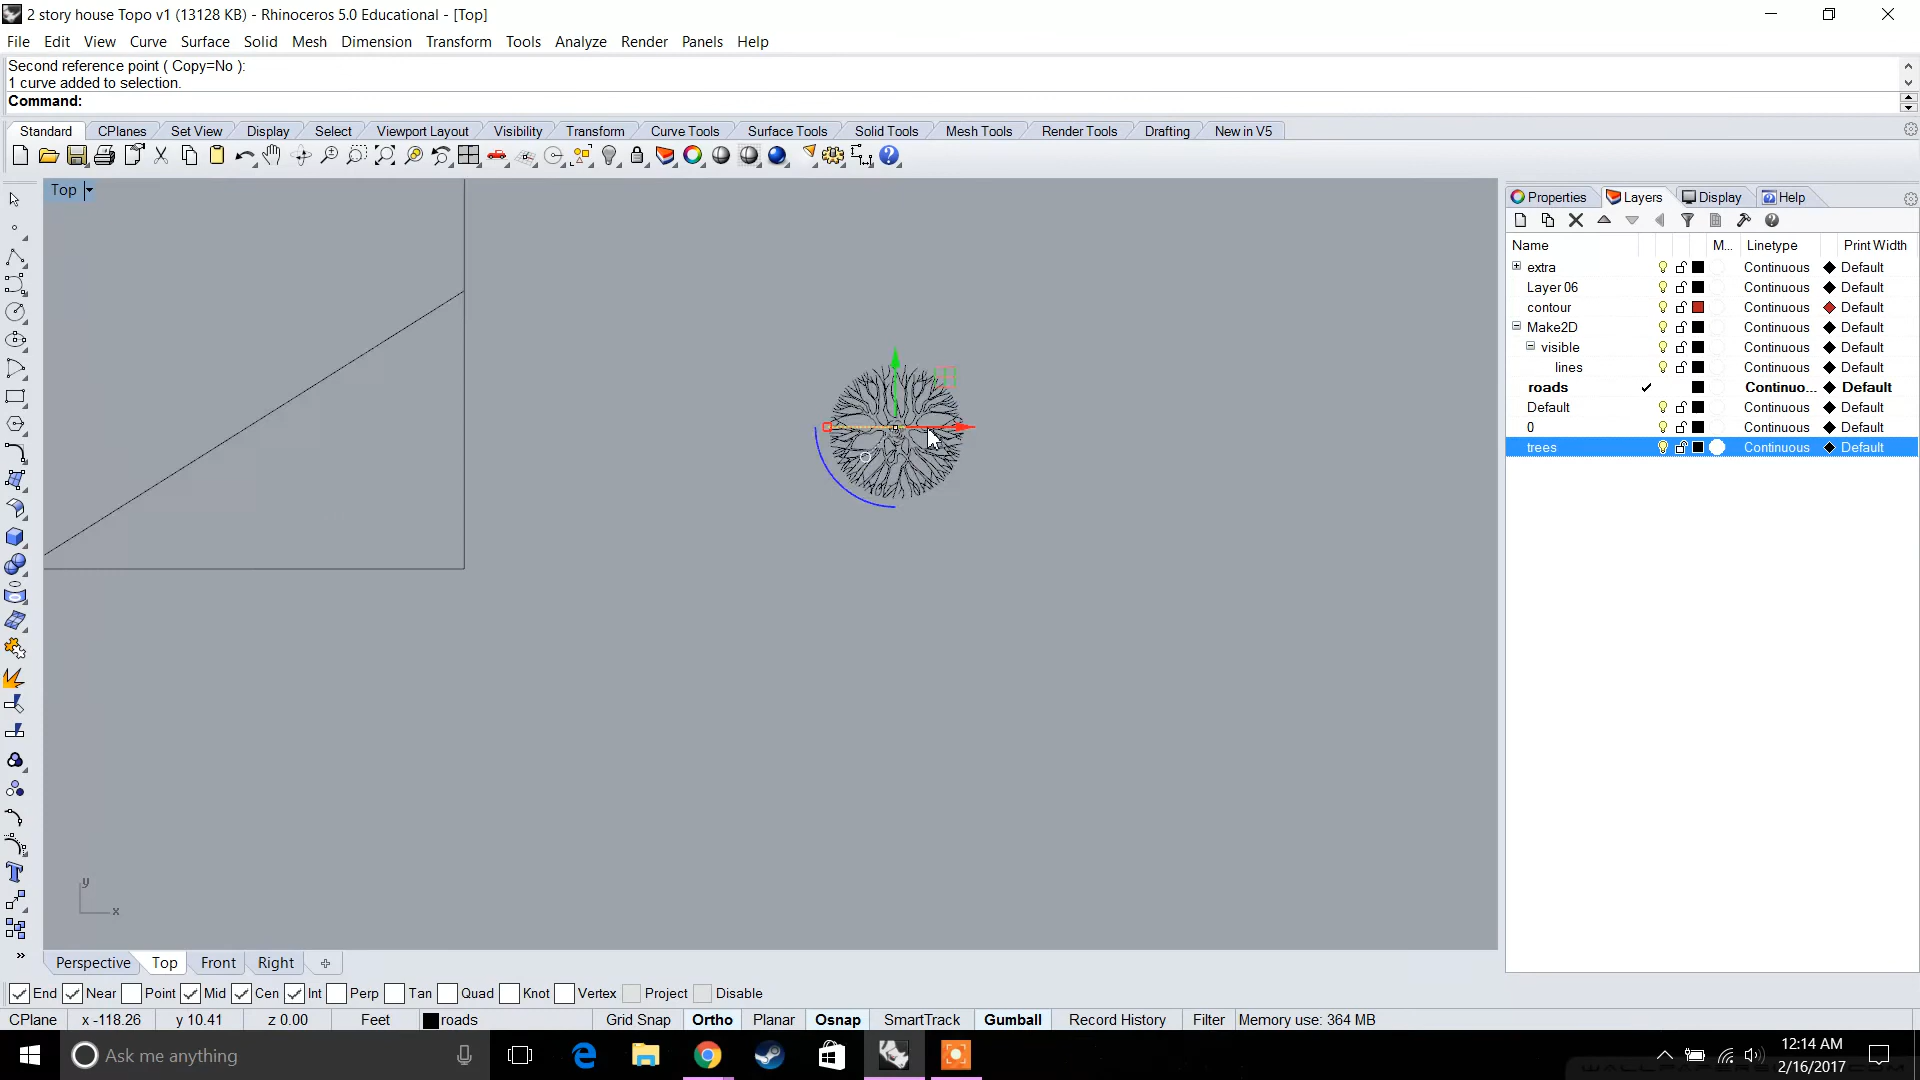 2 story house Topo v1 (13128 KB) - Rhinoceros 5.0 Educational - [Top]
File Edit View Curve Surface Solid Mesh Dimension Transform Tools Analyze Render Panels Help
Second reference point ( Copy=No ):
1 curve added to selection.
Command:
Standard CPlanes Set View Display Select Viewport Layout Visibility Transform Curve Tools Surface Tools Solid Tools Mesh Tools Render Tools Drafting New in V5
Top
Properties Layers Display Help
Name M... Linetype Print Width
extra Continuous Default
Layer 06 Continuous Default
contour Continuous Default
Make2D Continuous Default
visible Continuous Default
lines Continuous Default
roads Continuo... Default
Default Continuous Default
0 Continuous Default
trees Continuous Default
y
x
Perspective Top Front Right
End Near Point Mid Cen Int Perp Tan Quad Knot Vertex Project Disable
CPlane x -118.26 y 10.41 z 0.00 Feet roads Grid Snap Ortho Planar Osnap SmartTrack Gumball Record History Filter Memory use: 364 MB
Ask me anything
12:14 AM
2/16/2017